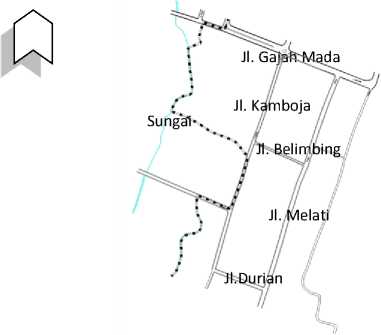 Jl. Gajah Mada
Jl. Kamboja
Sungai
Jl. Belimbing
Jl. Melati
Jl.Durian